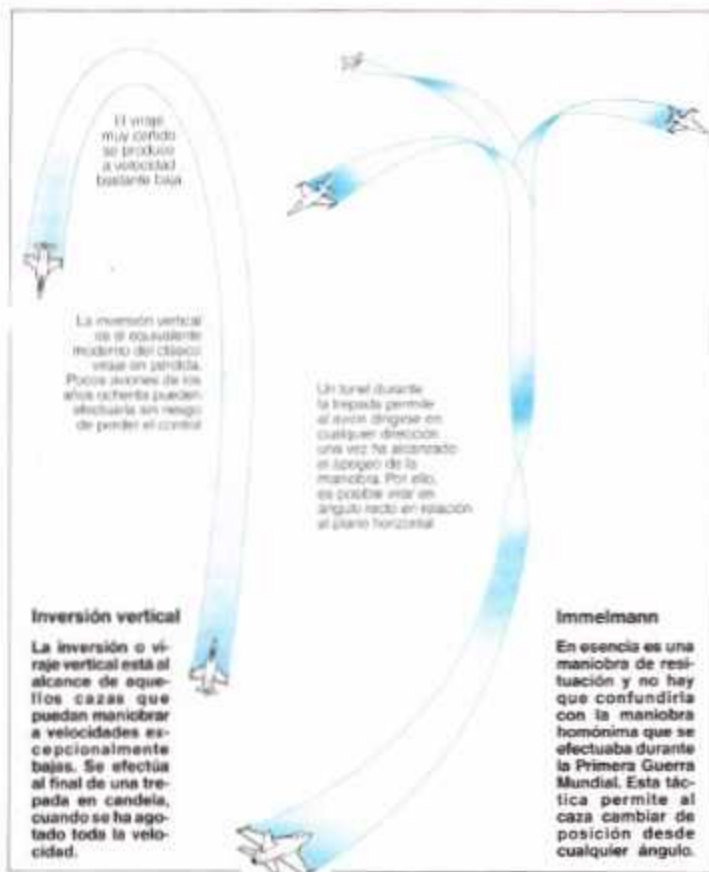 El viraje
muy ceñido
se produce
a velocidad
bastante baja
La inversión vertical
es el equivalente
moderno del clásico
viraje en pérdida.
Pocos aviones de los
años ochenta pueden
efectuarla sin riesgo
de perder el control
Un tonel durante
la trepada permite
al avión dirigirse en
cualquier dirección
una vez ha alcanzado
el apogeo de la
maniobra. Por ello,
es posible virar en
ángulo recto en relación
al plano horizontal
Inversión vertical
La inversión o vi-
raje vertical está al
alcance de aque-
llos cazas que
puedan maniobrar
a velocidades ex-
cepcionalmente
bajas. Se efectúa
al final de una tre-
pada en candela,
cuando se ha ago-
tado toda la velo-
cidad.
Immelmann
En esencia es una
maniobra de resi-
tuación y no hay
que confundirla
con la maniobra
homónima que se
efectuaba durante
la Primera Guerra
Mundial. Esta tác-
tica permite al
caza cambiar de
posición desde
cualquier ángulo.